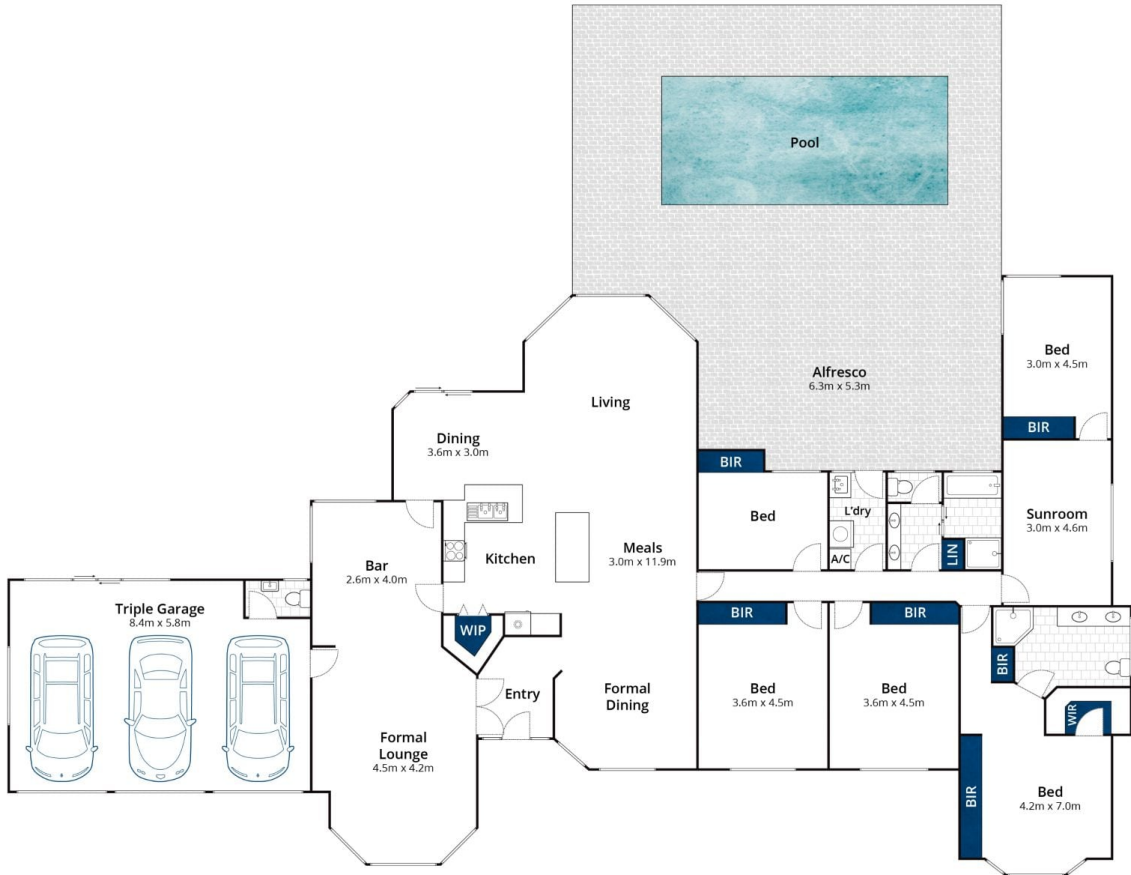 Pool
Bed
3.0m x 4.5m
Alfresco
6.3m x 5.3m
Living
BIR
Dining
3.6m x 3.0m
BIR
Bed
L'dry
Sunroom
3.0m x 4.6m
Kitchen
Meals
3.0m x 11.9m
A/C
LIN
Bar
2.6m x 4.0m
Triple Garage
8.4m x 5.8m
WIP
BIR
BIR
BIR
Entry
Formal
Dining
Bed
3.6m x 4.5m
Bed
3.6m x 4.5m
WIR
Formal
Lounge
4.5m x 4.2m
BIR
Bed
4.2m x 7.0m